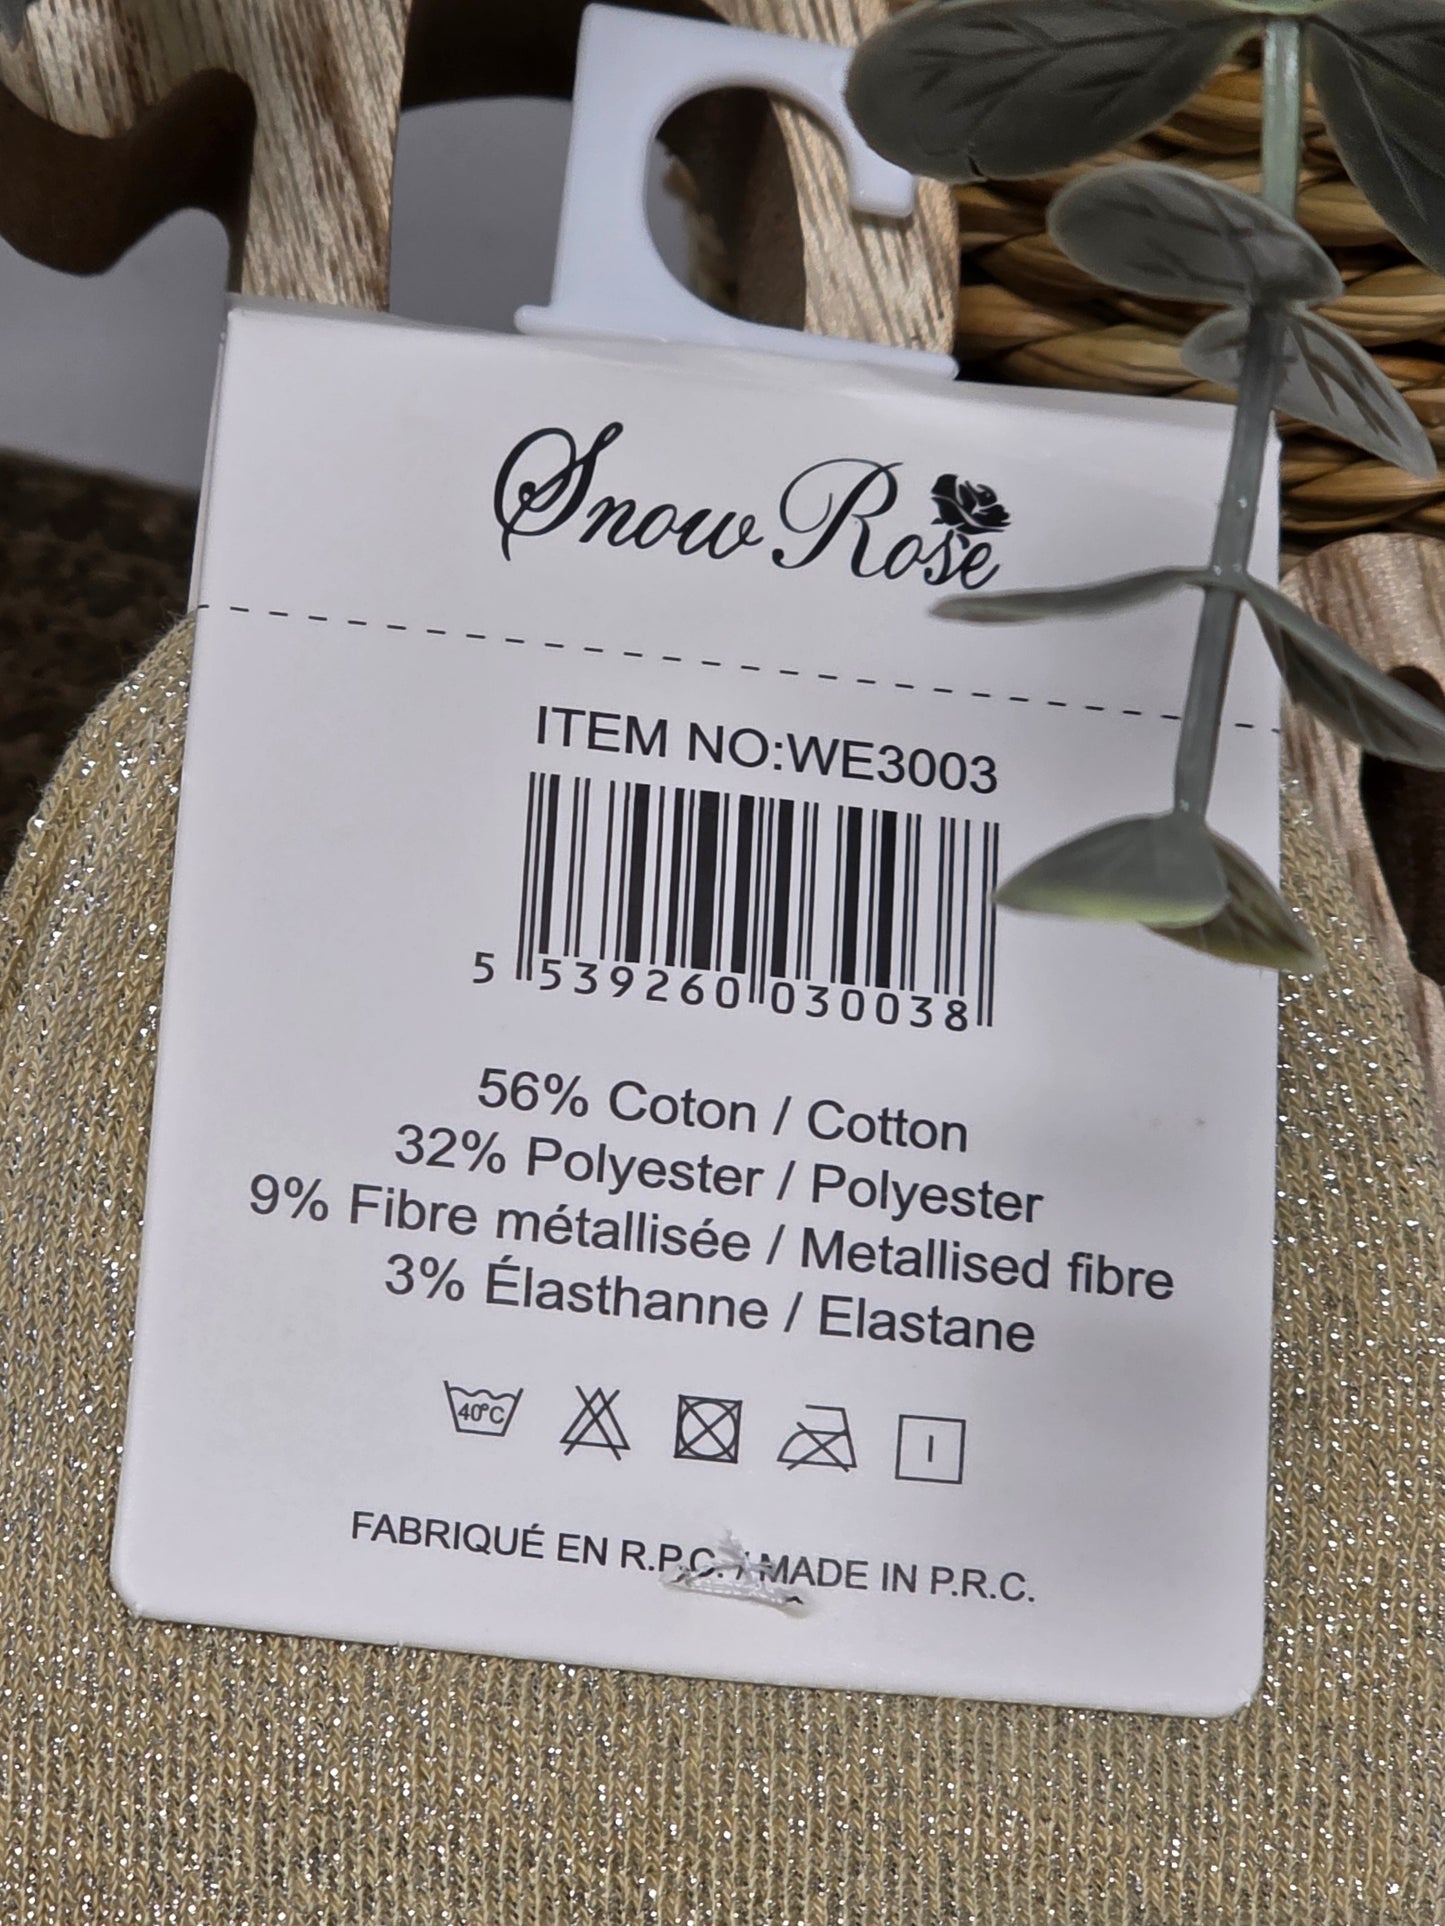 Snow Rose
ITEM NO:WE3003
5 539260 030038
56% Coton / Cotton
32% Polyester / Polyester
9% Fibre métallisée / Metallised fibre
3% Élasthanne / Elastane
40°C
FABRIQUÉ EN R.P.C. / MADE IN P.R.C.